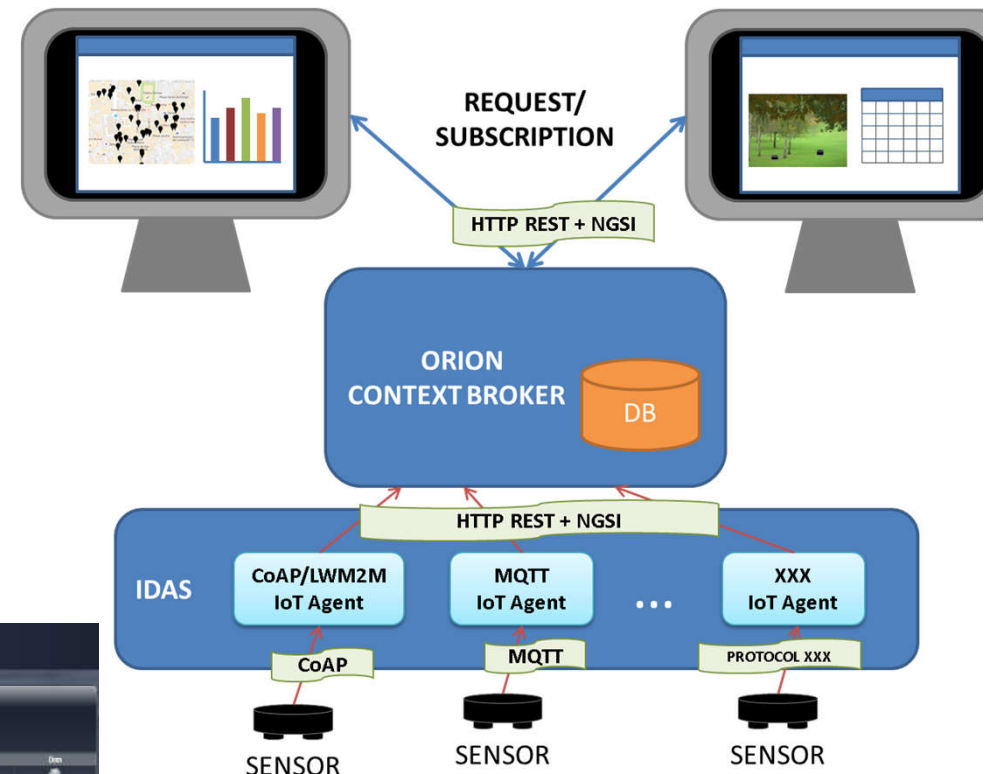 REQUEST/
SUBSCRIPTION
HTTP REST + NGSI
ORION
CONTEXT BROKER
DB
HTTP REST + NGSI
IDAS
CoAP/LWM2M
IoT Agent
MQTT
IoT Agent
...
XXX
IoT Agent
CoAP
MQTT
PROTOCOL XXX
SENSOR
SENSOR
SENSOR